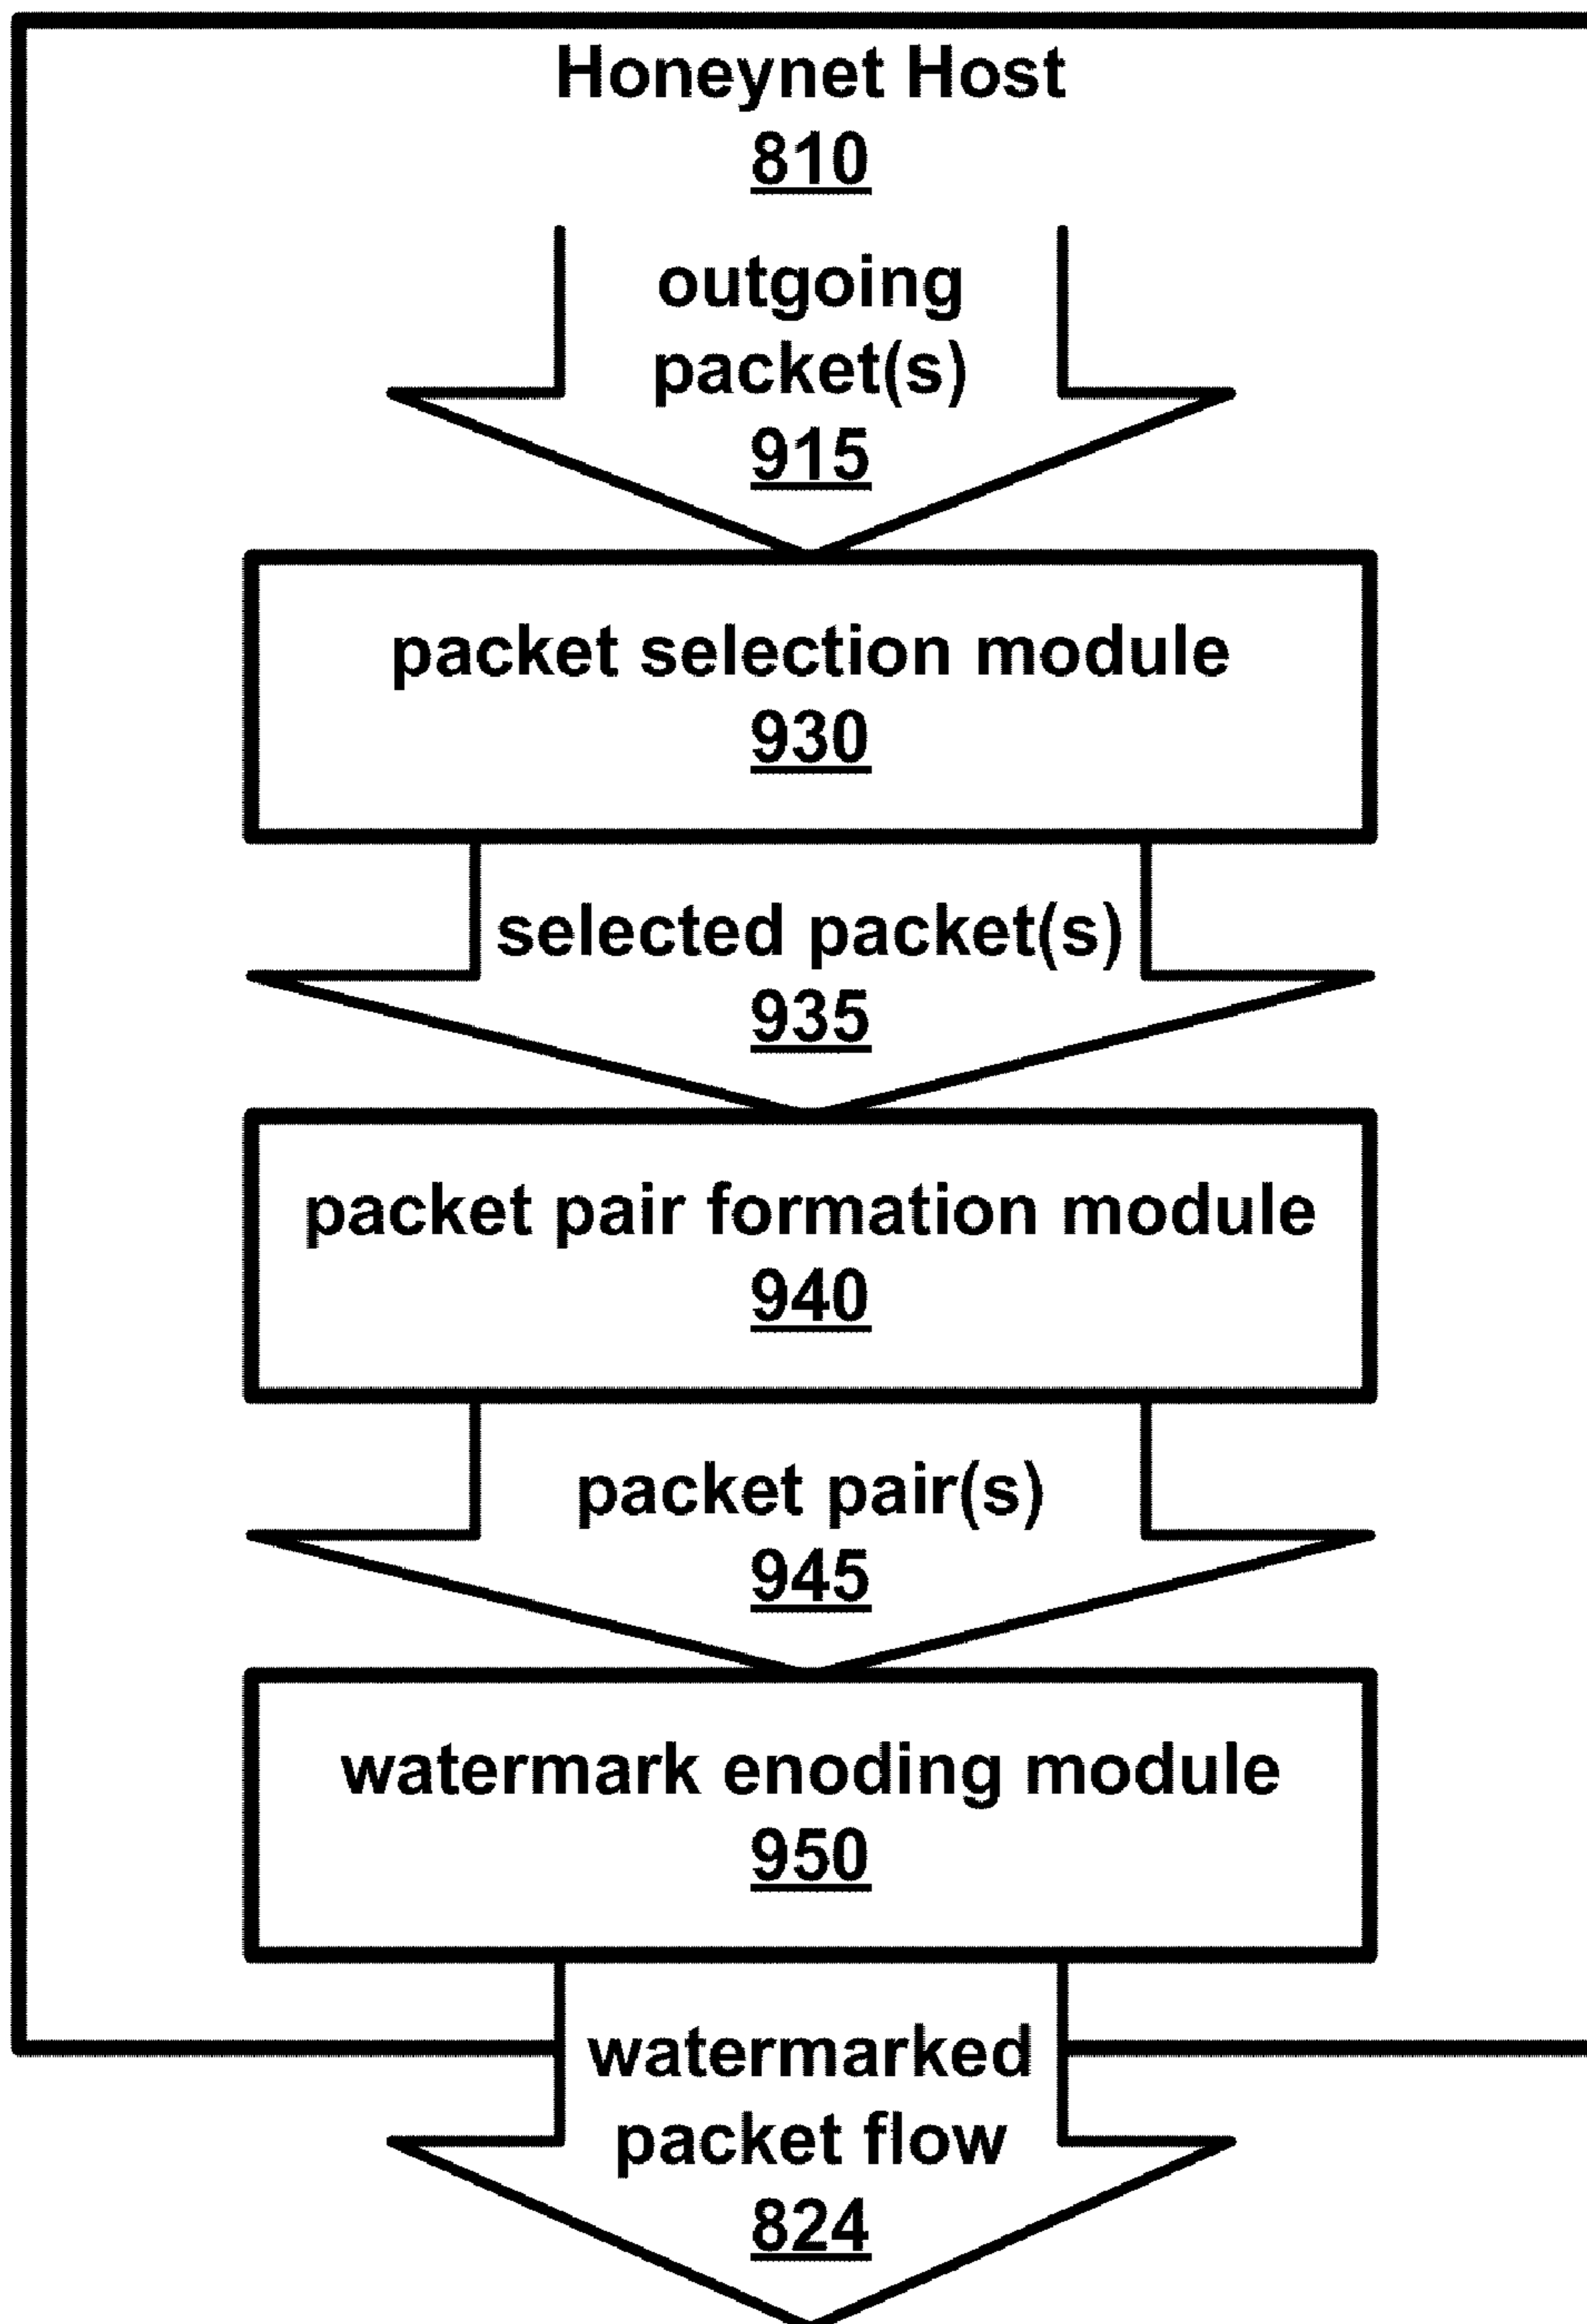 Honeynet Host
810
outgoing
packet(s)
915
packet selection module
930
selected packet(s)
935
packet pair formation module
940
packet pair(s)
945
watermark enoding module
950
watermarked
packet flow
824